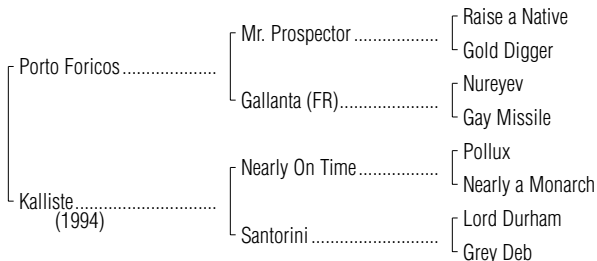 Raise a Native
Mr. Prospector ..................
Gold Digger
Porto Foricos ....................
Nureyev
Gallanta (FR) .....................
Gay Missile
Pollux
Nearly On Time .................
Nearly a Monarch
Kalliste ..............................
(1994)
Lord Durham
Santorini ...........................
Grey Deb